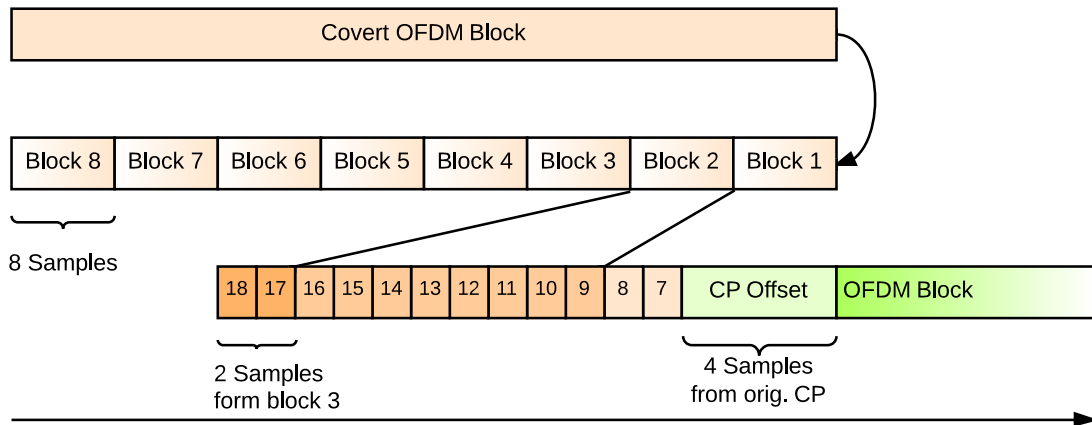 Covert OFDM Block
Block 8 Block 7 Block 6 Block 5 Block 4 Block 3 Block 2 Block 1
8 Samples
18 17 16 15 14 13 12 11 10 9 8 7 CP Offset OFDM Block
2 Samples
form block 3
4 Samples
from orig. CP